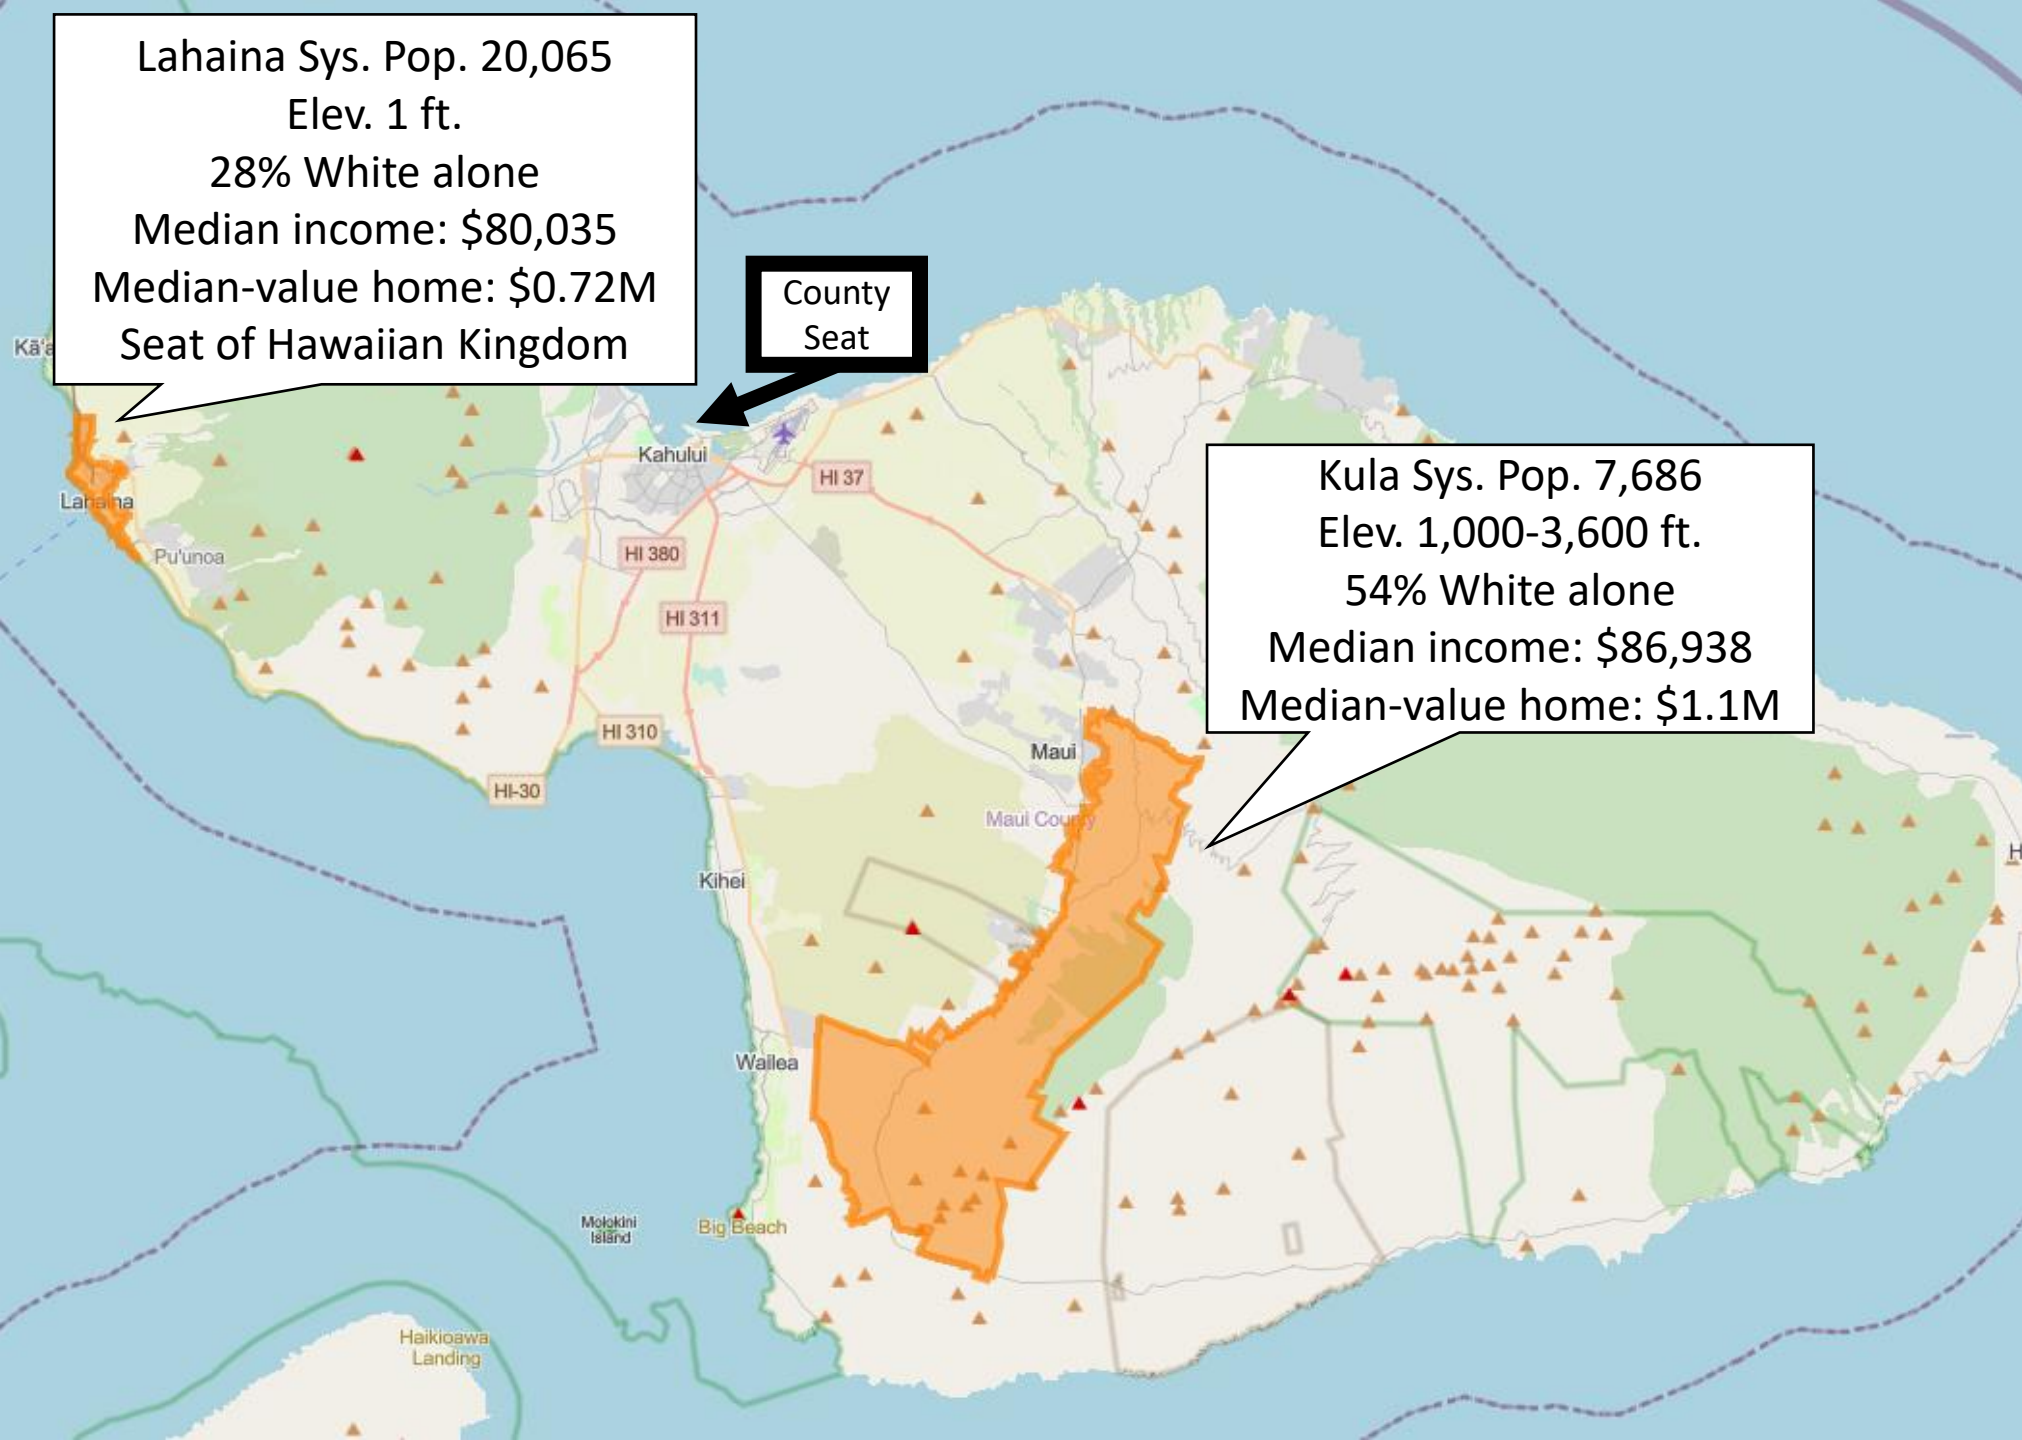 Lahaina Sys. Pop. 20,065
Elev. 1 ft.
28% White alone
Median income: $80,035
Median-value home: $0.72M
Seat of Hawaiian Kingdom
County
Seat
Kahului
HI 37
Lahaina
Pu'unoa
HI 380
HI 311
HI 310
HI-30
Kula Sys. Pop. 7,686
Elev. 1,000-3,600 ft.
54% White alone
Median income: $86,938
Median-value home: $1.1M
Maui
Maui County
Kihei
Wailea
Molokini
Island
Big Beach
Haikioawa
Landing